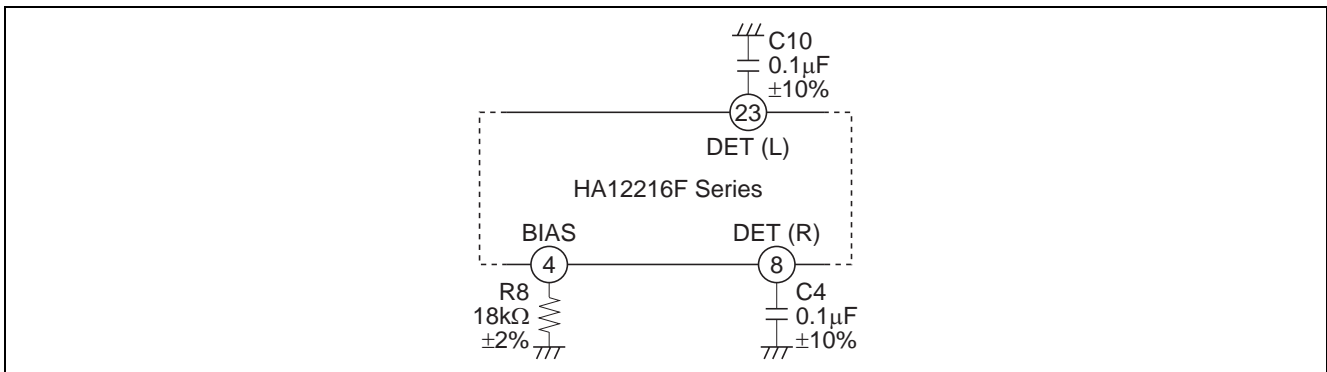 C10
0.1μF
±10%
23
DET (L)
HA12216F Series
BIAS
DET (R)
4
8
R8
18kΩ
±2%
C4
0.1μF
±10%